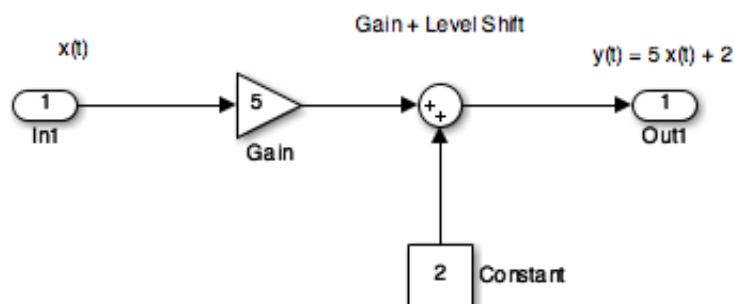 Gain + Level Shift
x(t)
y(t) = 5 x(t) + 2
1
5
+
+
1
In1
Gain
Out1
2
Constant